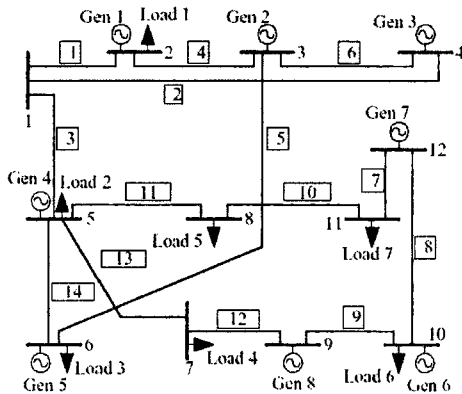 Gen 1 Load 1 Gen 2 Gen 3
1 2 4 3 6 4
2
1 Gen 7
3 5 12
Gen 4 Load 2 11 10 7
5 8 11
Load 5 Load 7 8
13
14
12 9
6 7 Load 4 9 10
Gen 5 Load 3 Gen 8 Load 6 Gen 6